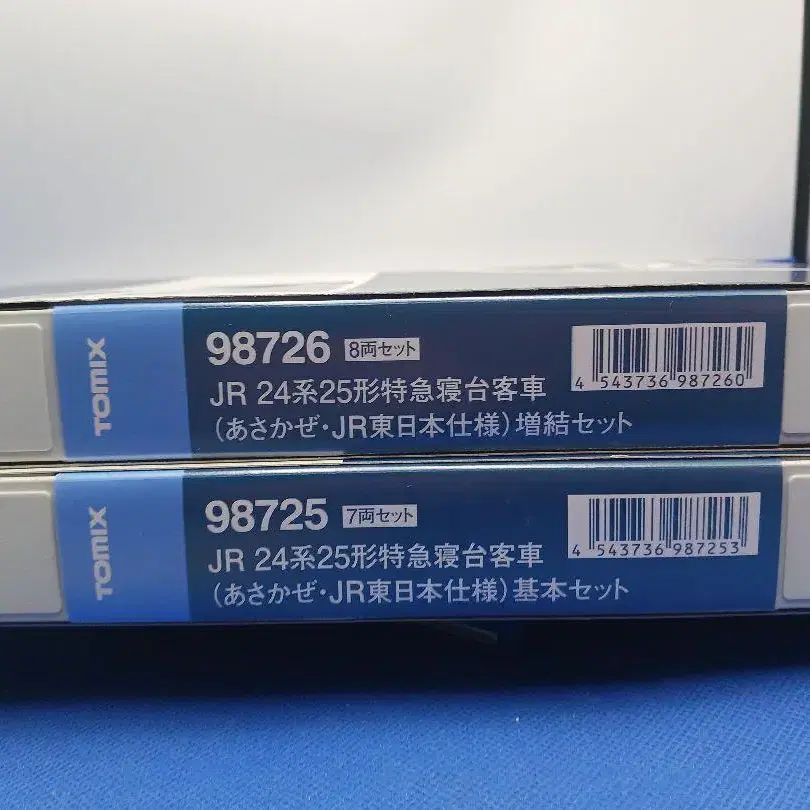 TOMIX
98726 8両セット
JR 24系25形特急寝台客車
(あさかぜ・JR東日本仕様)増結セット
4 543736 987260
TOMIX
98725 7両セット
JR 24系25形特急寝台客車
(あさかぜ・JR東日本仕様)基本セット
4 543736 987253